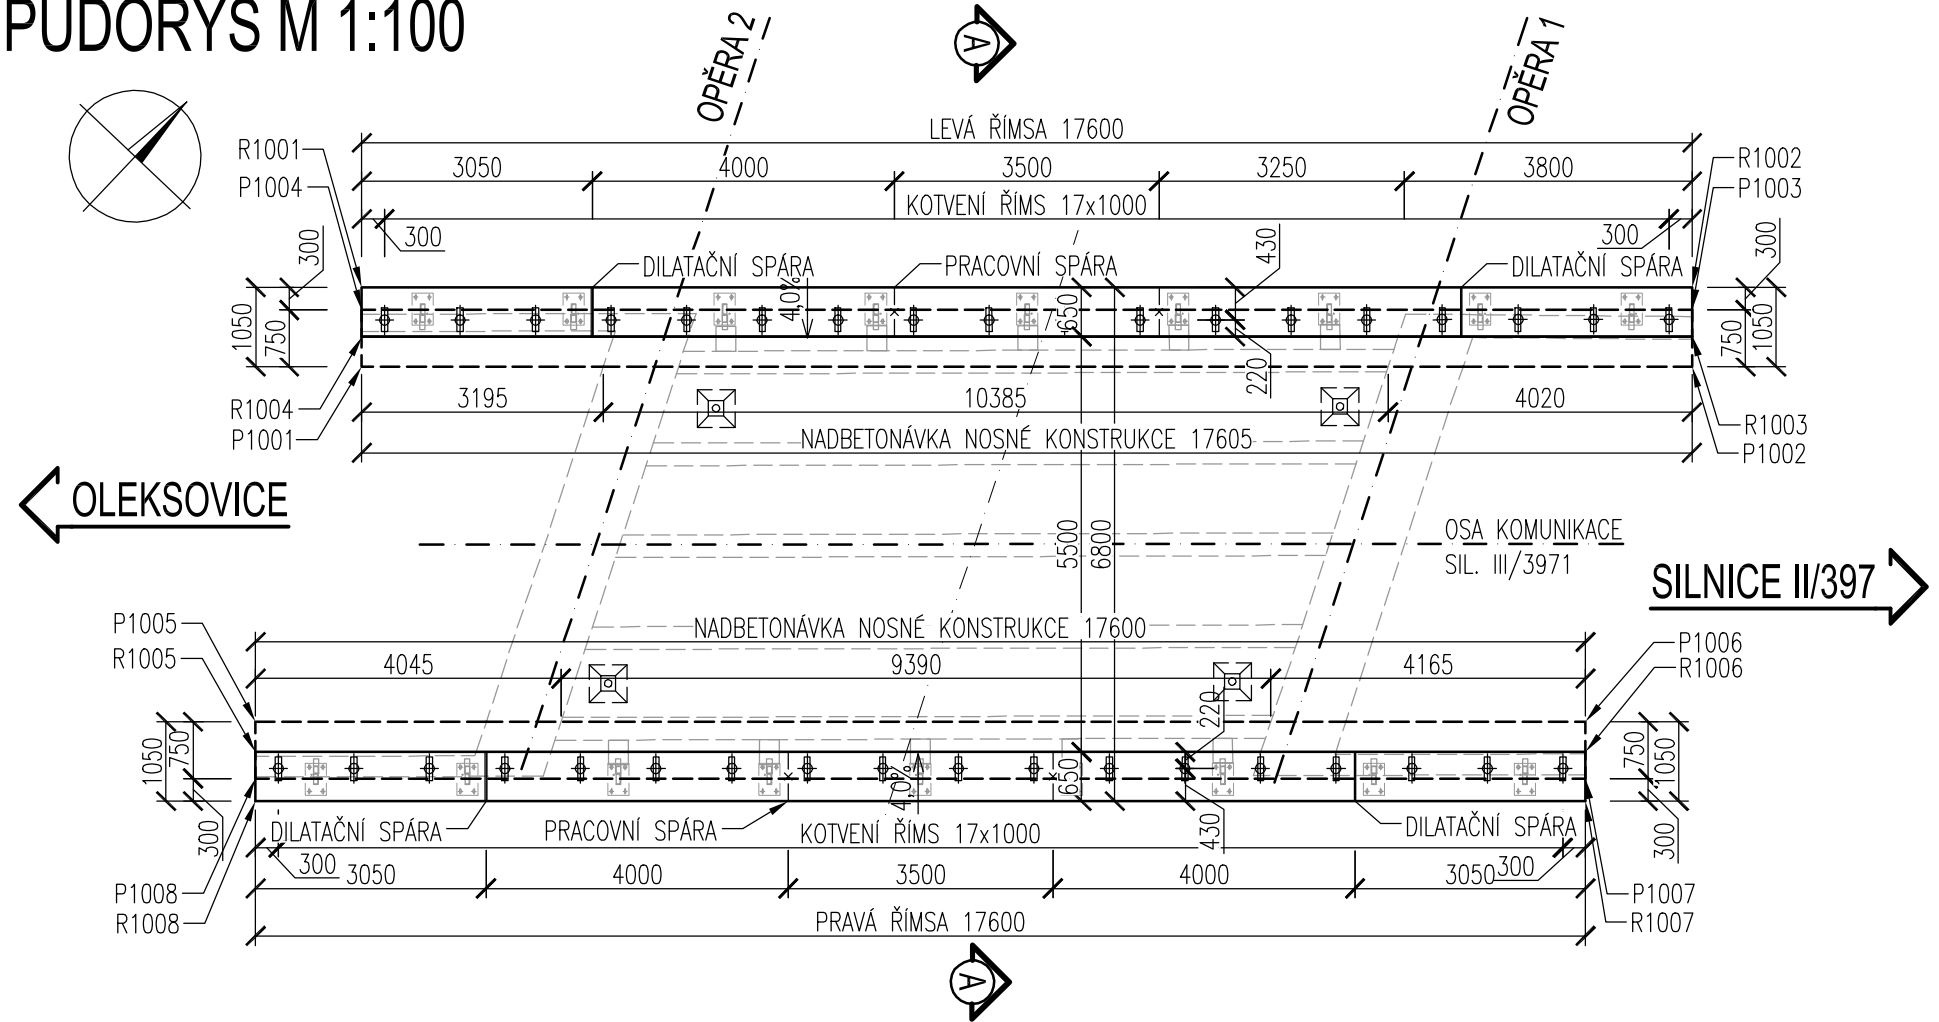 PŮDORYS M 1:100
A
OPĚRA 2
OPĚRA 1
LEVÁ ŘÍMSA 17600
3050
4000
3500
3250
3800
KOTVENÍ ŘÍMS 17x1000
300
300
R1001
P1004
R1002
P1003
300
430
300
DILATAČNÍ SPÁRA
PRACOVNÍ SPÁRA
DILATAČNÍ SPÁRA
4,0%
650
1050
750
750
1050
220
3195
10385
4020
R1004
P1001
R1003
P1002
NADBETONÁVKA NOSNÉ KONSTRUKCE 17605
OLEKSOVICE
5500
6800
OSA KOMUNIKACE
SIL. III/3971
SILNICE II/397
P1005
R1005
NADBETONÁVKA NOSNÉ KONSTRUKCE 17600
P1006
R1006
4045
9390
4165
220
1050
750
750
1050
650
4,0%
300
430
300
DILATAČNÍ SPÁRA
PRACOVNÍ SPÁRA
KOTVENÍ ŘÍMS 17x1000
DILATAČNÍ SPÁRA
300
300
3050
4000
3500
4000
3050
P1008
R1008
P1007
R1007
PRAVÁ ŘÍMSA 17600
A